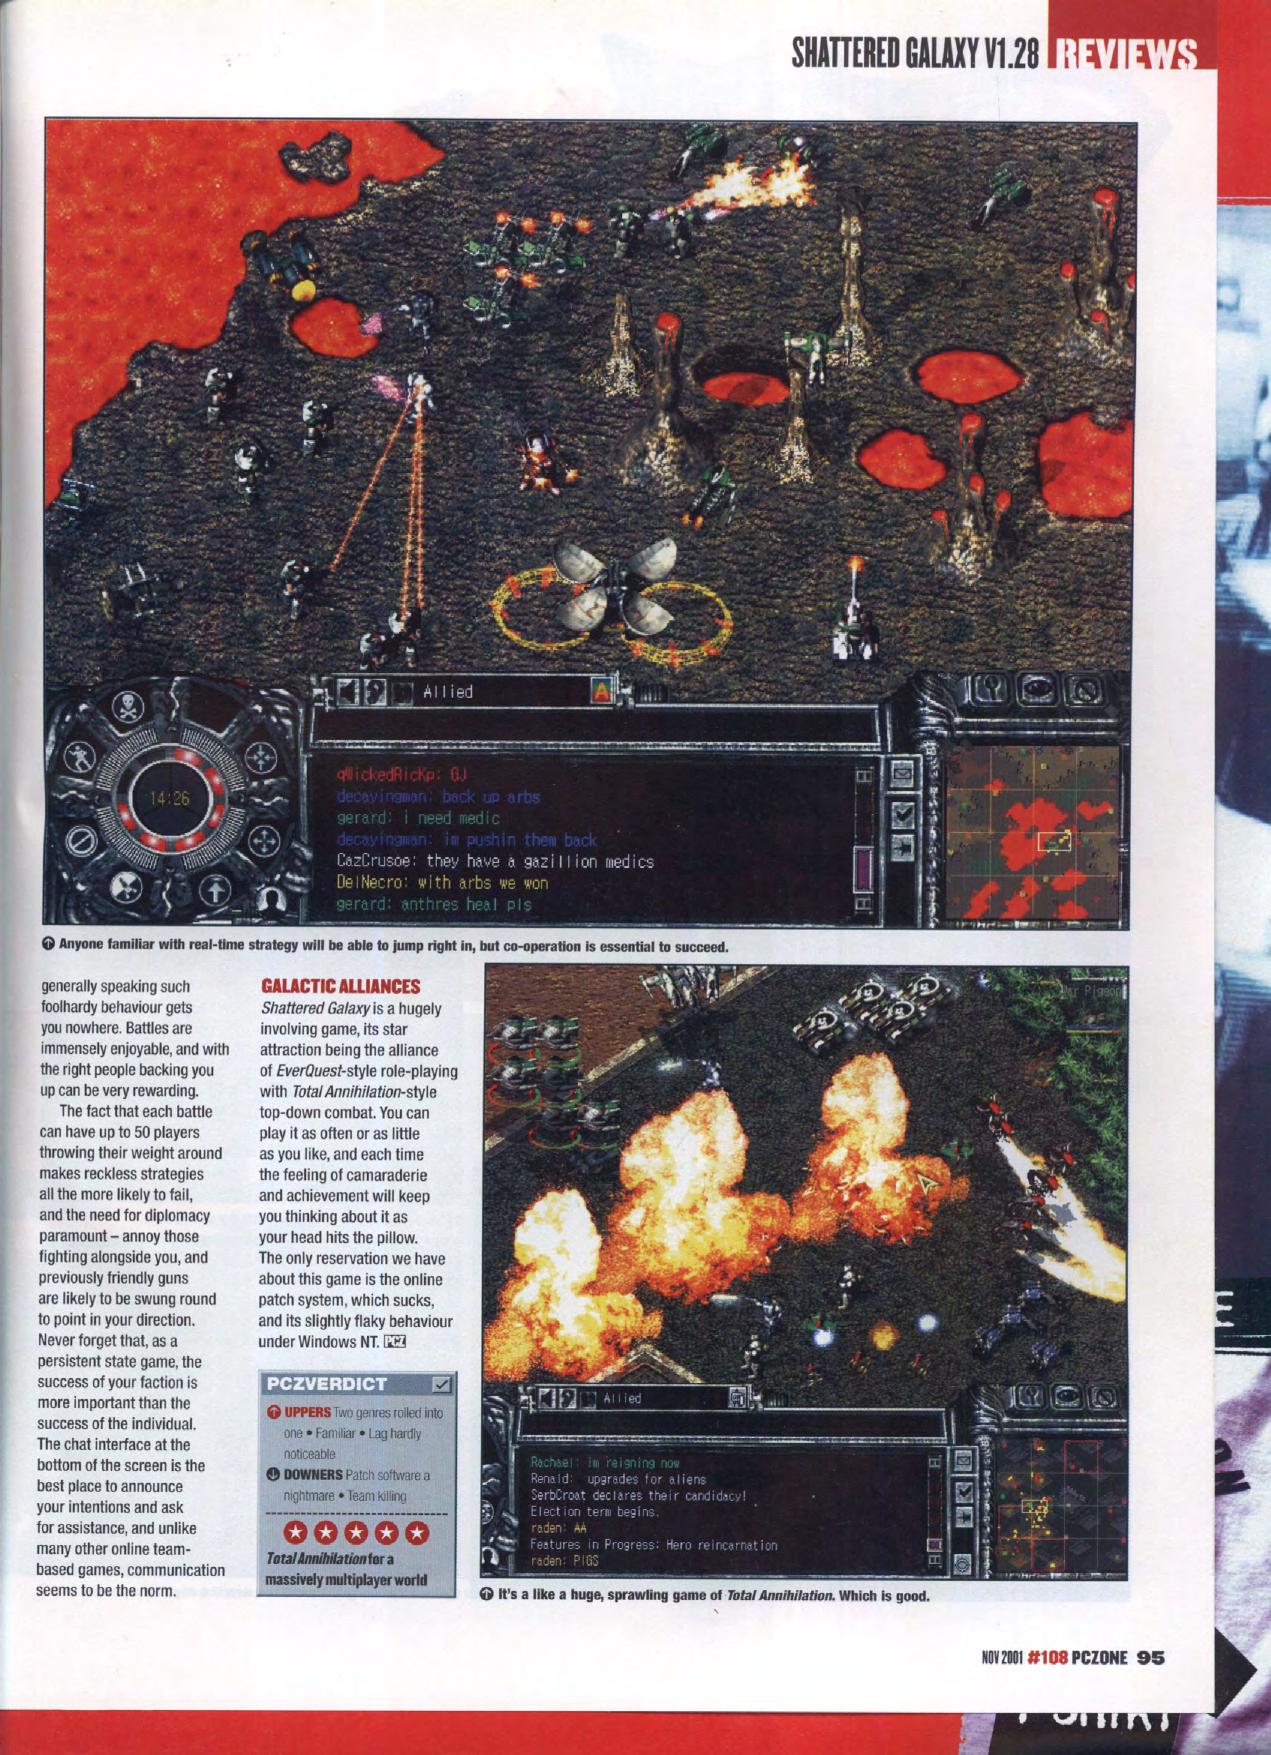 SHATTERED GALAXY V1.28 REVIEWS
Allied A
14:26
qWickedRicKp: GJ
decayingman: back up arbs
gerard: i need medic
decayingman: im pushin them back
CazCrusoe: they have a gazillion medics
DelNecro: with arbs we won
gerard: anthres heal pls
Anyone familiar with real-time strategy will be able to jump right in, but co-operation is essential to succeed.
generally speaking such
foolhardy behaviour gets
you nowhere. Battles are
immensely enjoyable, and with
the right people backing you
up can be very rewarding.
The fact that each battle
can have up to 50 players
throwing their weight around
makes reckless strategies
all the more likely to fail,
and the need for diplomacy
paramount – annoy those
fighting alongside you, and
previously friendly guns
are likely to be swung round
to point in your direction.
Never forget that, as a
persistent state game, the
success of your faction is
more important than the
success of the individual.
The chat interface at the
bottom of the screen is the
best place to announce
your intentions and ask
for assistance, and unlike
many other online team-
based games, communication
seems to be the norm.
GALACTIC ALLIANCES
Shattered Galaxy is a hugely
involving game, its star
attraction being the alliance
of EverQuest-style role-playing
with Total Annihilation-style
top-down combat. You can
play it as often or as little
as you like, and each time
the feeling of camaraderie
and achievement will keep
you thinking about it as
your head hits the pillow.
The only reservation we have
about this game is the online
patch system, which sucks,
and its slightly flaky behaviour
under Windows NT. PCZ
PCZVERDICT
UPPERS Two genres rolled into
one • Familiar • Lag hardly
noticeable
DOWNERS Patch software a
nightmare • Team killing
Total Annihilation for a
massively multiplayer world
Pigeon
Allied
Rachael: im reigning now
Renald: upgrades for aliens
SerbCroat declares their candidacy!
Election term begins.
raden: AA
Features in Progress: Hero reincarnation
raden: PIGS
It's a like a huge, sprawling game of Total Annihilation. Which is good.
NOV 2001 #108 PCZONE 95